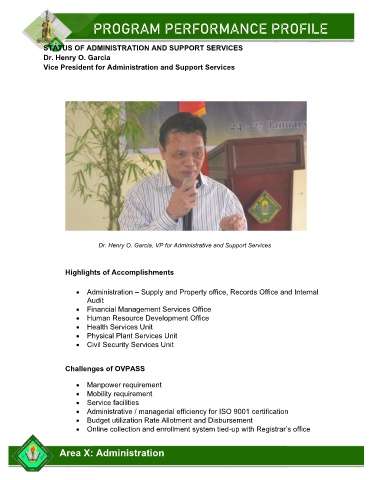 PROGRAM PERFORMANCE PROFILE
STATUS OF ADMINISTRATION AND SUPPORT SERVICES
Dr. Henry O. Garcia
Vice President for Administration and Support Services
24-27 January
Dr. Henry O. Garcia, VP for Administrative and Support Services
Highlights of Accomplishments
• Administration – Supply and Property office, Records Office and Internal
Audit
• Financial Management Services Office
• Human Resource Development Office
• Health Services Unit
• Physical Plant Services Unit
• Civil Security Services Unit
Challenges of OVPASS
• Manpower requirement
• Mobility requirement
• Service facilities
• Administrative / managerial efficiency for ISO 9001 certification
• Budget utilization Rate Allotment and Disbursement
• Online collection and enrollment system tied-up with Registrar's office
Area X: Administration